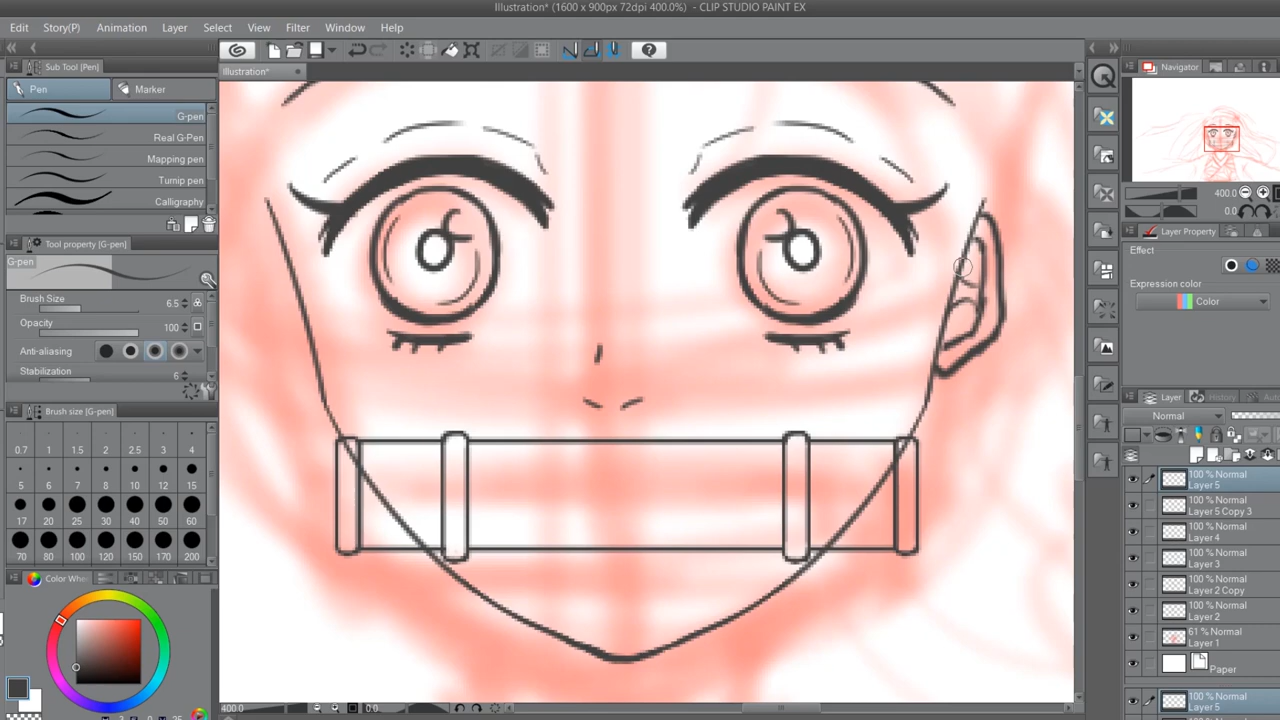 Illustration* (1600 x 900px 72dpi 400.0%) - CLIP STUDIO PAINT EX
Edit Story(P) Animation Layer Select View Filter Window Help
Sub Tool [Pen]
Illustration*
Navigator
Pen Marker
G-pen
Real G-Pen
Mapping pen
Turnip pen
Calligraphy
400.0
0.0
Tool property [G-pen]
G-pen
Layer Property
Effect
Brush Size 6.5
Opacity 100
Anti-aliasing
Stabilization 6
Expression color
Color
Brush size [G-pen]
0.7 1 1.5 2 2.5 3 4
5 6 7 8 10 12 15
17 20 25 30 40 50 60
70 80 100 120 150 170 200
Layer History Auto
Normal
100 % Normal
Layer 5
100 % Normal
Layer 5 Copy 3
100 % Normal
Layer 4
100 % Normal
Layer 3
100 % Normal
Layer 2 Copy
100 % Normal
Layer 2
61 % Normal
Layer 1
Paper
100 % Normal
Layer 5
Color Whee
400.0 0.0